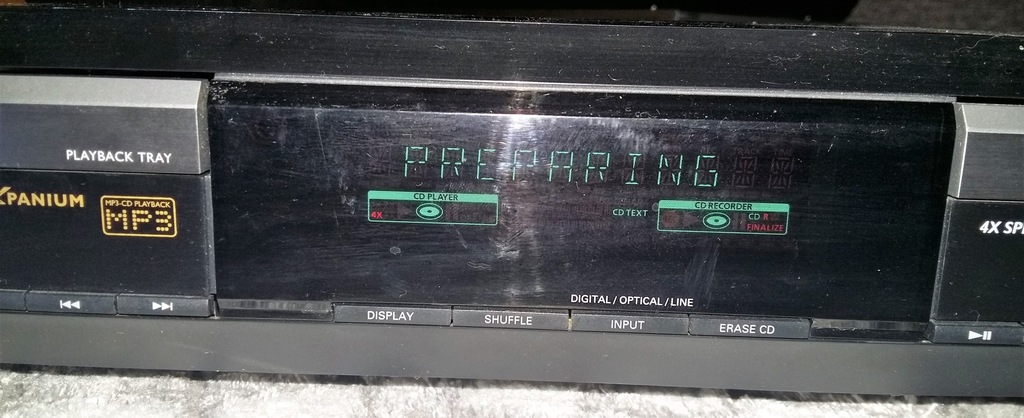 PLAYBACK TRAY
XPANIUM
MP3-CD PLAYBACK
MP3
PREPARING
CD PLAYER
4X
CD TEXT
CD RECORDER
CD R
FINALIZE
4X SP
DIGITAL / OPTICAL / LINE
DISPLAY
SHUFFLE
INPUT
ERASE CD